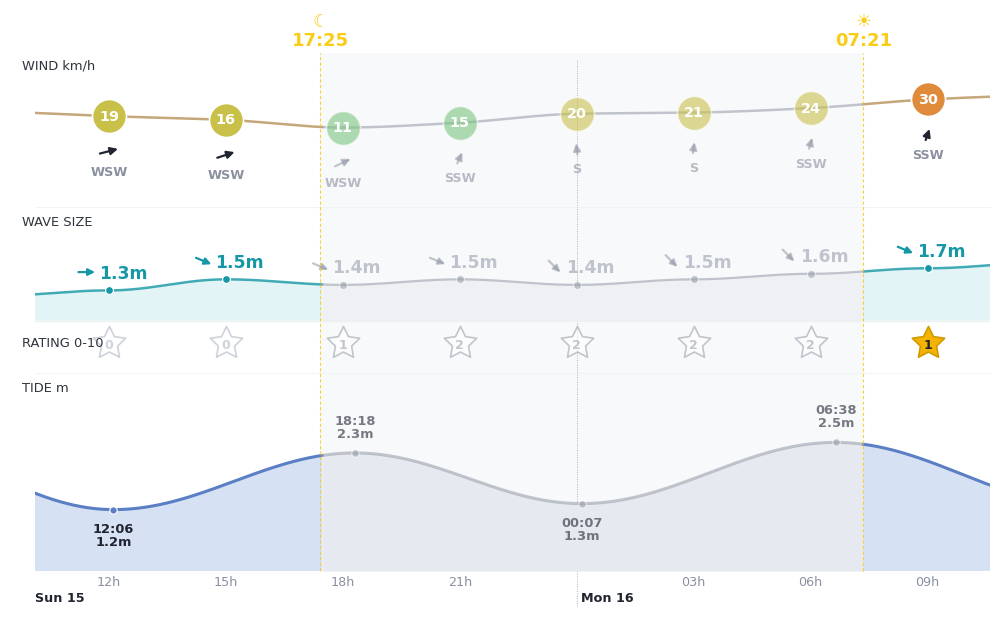 ☾ ☀
17:25 07:21
WIND km/h
19 16 11 15 20 21 24 30
WSW WSW WSW SSW S S SSW SSW
WAVE SIZE
1.3m 1.5m 1.4m 1.5m 1.4m 1.5m 1.6m 1.7m
RATING 0-10 0 0 1 2 2 2 2 1
TIDE m
18:18 06:38
2.3m 2.5m
12:06 00:07
1.2m 1.3m
12h 15h 18h 21h 03h 06h 09h
Sun 15 Mon 16